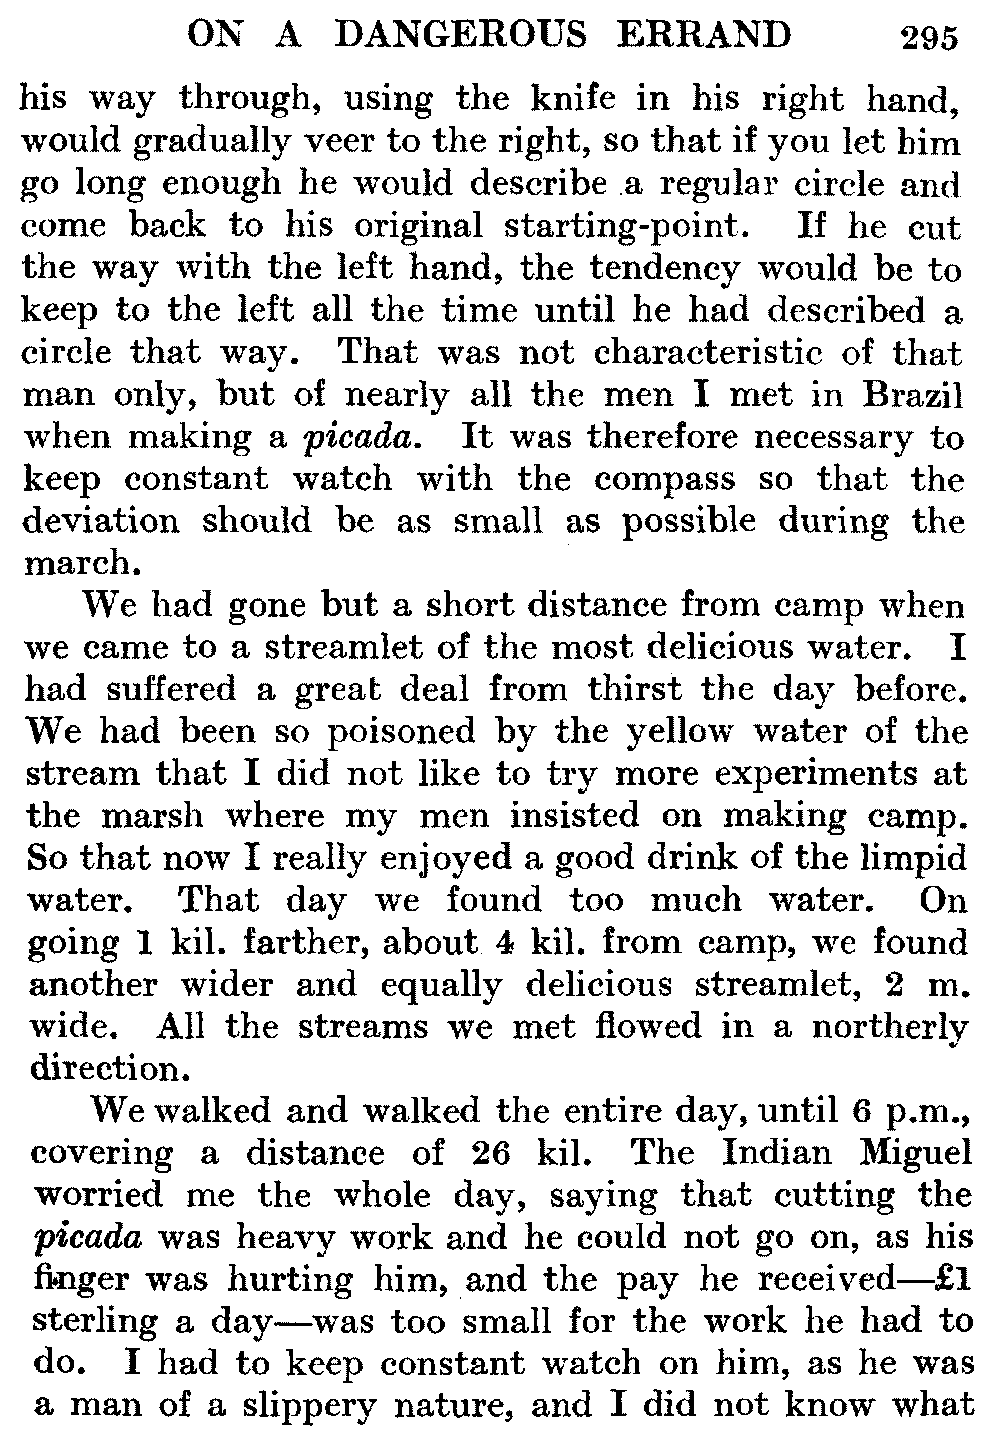 ON A DANGEROUS ERRAND 295
his way through, using the knife in his right hand,
would gradually veer to the right, so that if you let him
go long enough he would describe a regular circle and
come back to his original starting-point. If he cut
the way with the left hand, the tendency would be to
keep to the left all the time until he had described a
circle that way. That was not characteristic of that
man only, but of nearly all the men I met in Brazil
when making a picada. It was therefore necessary to
keep constant watch with the compass so that the
deviation should be as small as possible during the
march.
We had gone but a short distance from camp when
we came to a streamlet of the most delicious water. I
had suffered a great deal from thirst the day before.
We had been so poisoned by the yellow water of the
stream that I did not like to try more experiments at
the marsh where my men insisted on making camp.
So that now I really enjoyed a good drink of the limpid
water. That day we found too much water. On
going 1 kil. farther, about 4 kil. from camp, we found
another wider and equally delicious streamlet, 2 m.
wide. All the streams we met flowed in a northerly
direction.
We walked and walked the entire day, until 6 p.m.,
covering a distance of 26 kil. The Indian Miguel
worried me the whole day, saying that cutting the
picada was heavy work and he could not go on, as his
finger was hurting him, and the pay he received—£1
sterling a day—was too small for the work he had to
do. I had to keep constant watch on him, as he was
a man of a slippery nature, and I did not know what